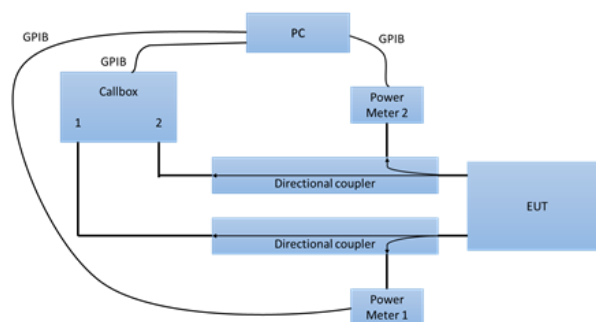 GPIB
PC
GPIB
GPIB
Callbox
1 2
Power
Meter 2
Directional coupler
EUT
Directional coupler
Power
Meter 1